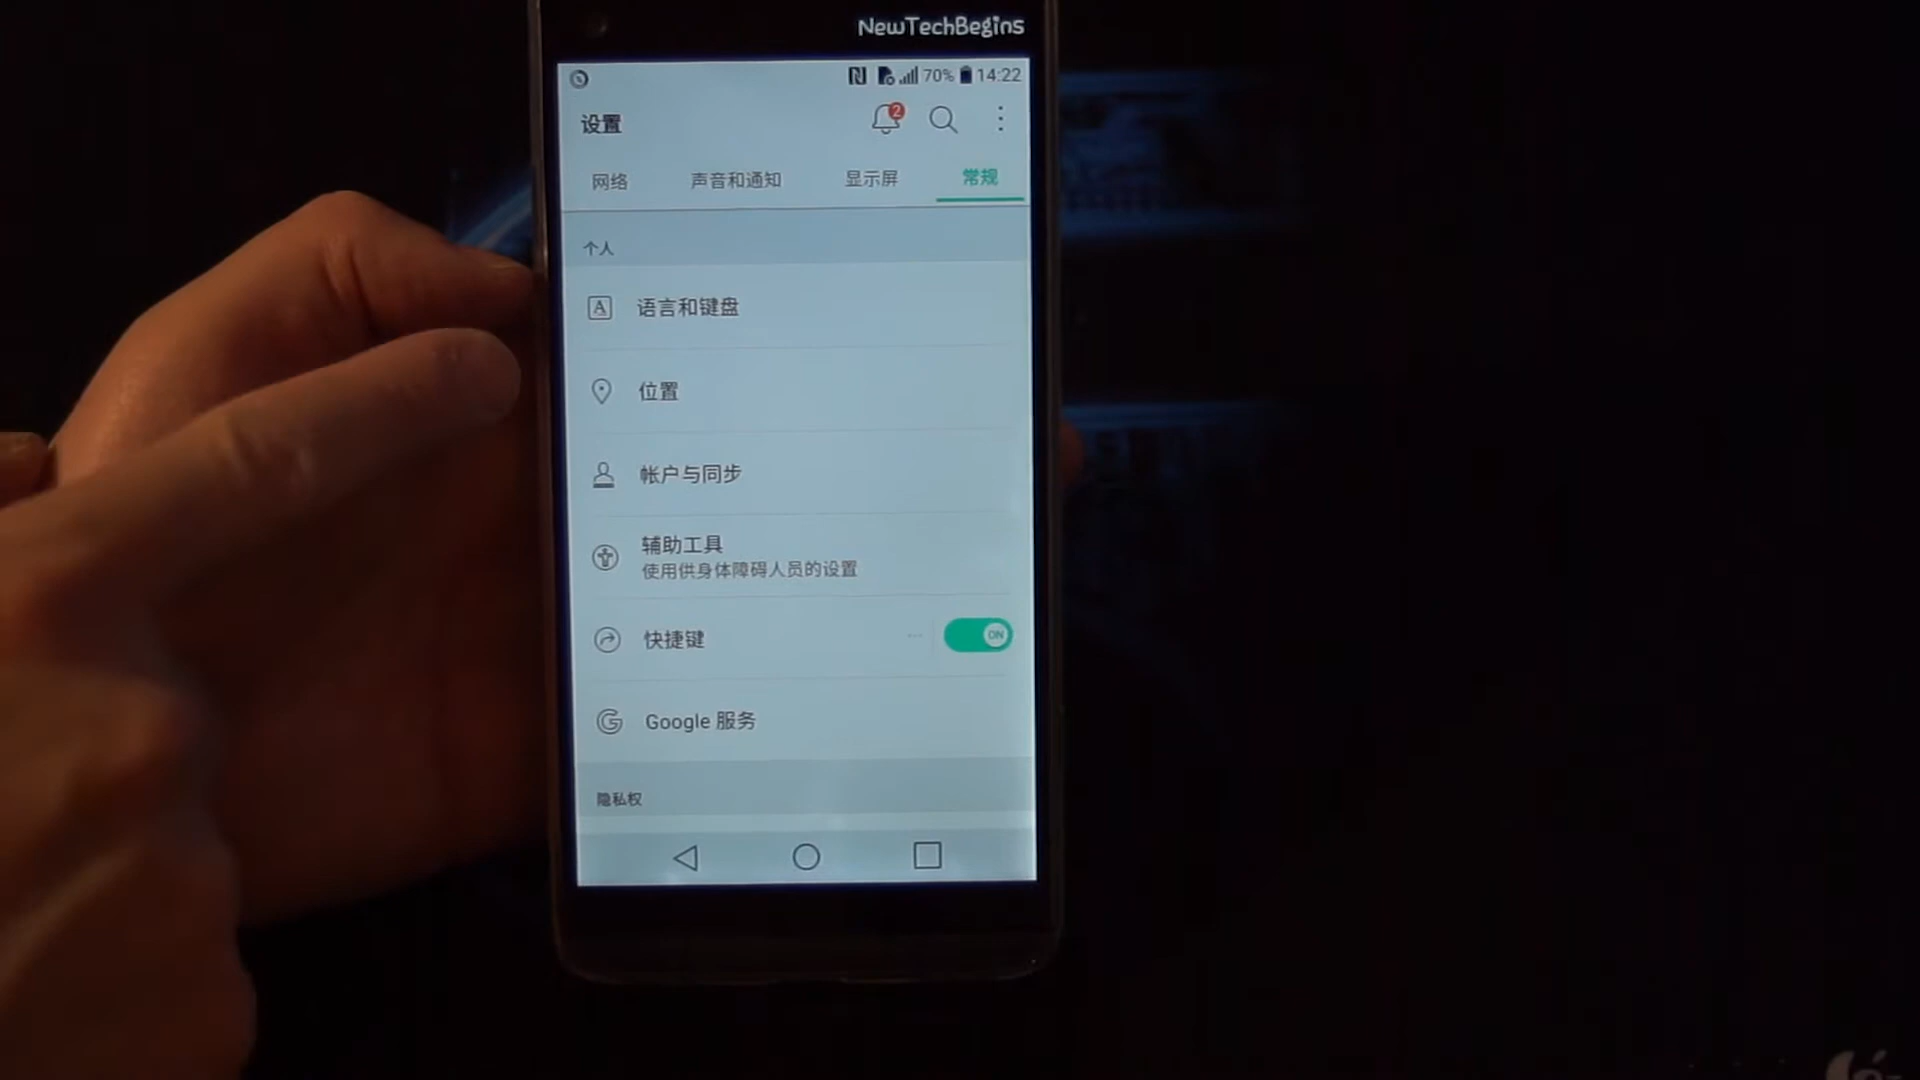 NewTechBegins
70% 14:22
设置
2
网络 声音和通知 显示屏 常规
个人
A 语言和键盘
位置
帐户与同步
辅助工具
使用供身体障碍人员的设置
快捷键 ... ON
G Google 服务
隐私权